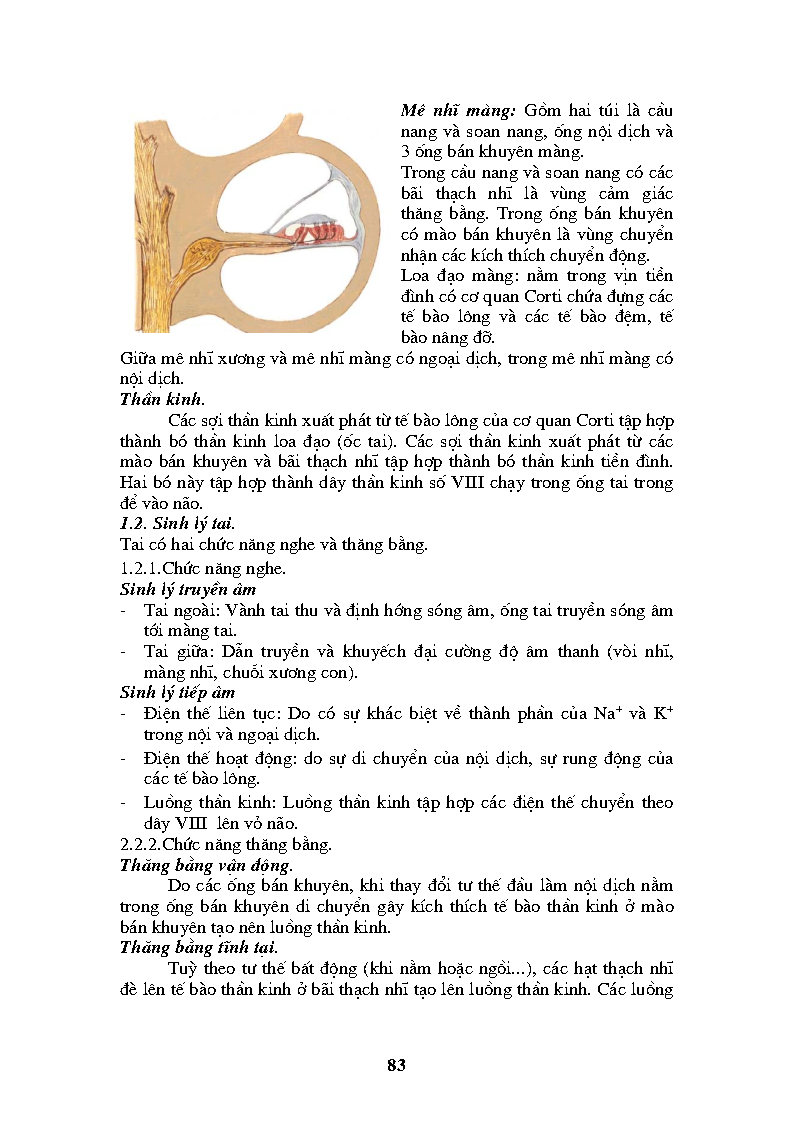 Mê nhĩ màng: Gồm hai túi là cầu
nang và soan nang, ống nội dịch và
3 ống bán khuyên màng.
Trong cầu nang và soan nang có các
bãi thạch nhĩ là vùng cảm giác
thăng bằng. Trong ống bán khuyên
có mào bán khuyên là vùng chuyển
nhận các kích thích chuyển động.
Loa đạo màng: nằm trong vịn tiền
đình có cơ quan Corti chứa đựng các
tế bào lông và các tế bào đệm, tế
bào nâng đỡ.
Giữa mê nhĩ xương và mê nhĩ màng có ngoại dịch, trong mê nhĩ màng có
nội dịch.
Thần kinh.
Các sợi thần kinh xuất phát từ tế bào lông của cơ quan Corti tập hợp
thành bó thần kinh loa đạo (ốc tai). Các sợi thần kinh xuất phát từ các
mào bán khuyên và bãi thạch nhĩ tập hợp thành bó thần kinh tiền đình.
Hai bó này tập hợp thành dây thần kinh số VIII chạy trong ống tai trong
để vào não.
1.2. Sinh lý tai.
Tai có hai chức năng nghe và thăng bằng.
1.2.1.Chức năng nghe.
Sinh lý truyền âm
- Tai ngoài: Vành tai thu và định hớng sóng âm, ống tai truyền sóng âm
tới màng tai.
- Tai giữa: Dẫn truyền và khuyếch đại cường độ âm thanh (vòi nhĩ,
màng nhĩ, chuỗi xương con).
Sinh lý tiếp âm
- Điện thế liên tục: Do có sự khác biệt về thành phần của Na⁺ và K⁺
trong nội và ngoại dịch.
- Điện thế hoạt động: do sự di chuyển của nội dịch, sự rung động của
các tế bào lông.
- Luồng thần kinh: Luồng thần kinh tập hợp các điện thế chuyển theo
dây VIII lên vỏ não.
2.2.2.Chức năng thăng bằng.
Thăng bằng vận động.
Do các ống bán khuyên, khi thay đổi tư thế đầu làm nội dịch nằm
trong ống bán khuyên di chuyển gây kích thích tế bào thần kinh ở mào
bán khuyên tạo nên luồng thần kinh.
Thăng bằng tĩnh tại.
Tuỳ theo tư thế bất động (khi nằm hoặc ngồi...), các hạt thạch nhĩ
đè lên tế bào thần kinh ở bãi thạch nhĩ tạo lên luồng thần kinh. Các luồng
83